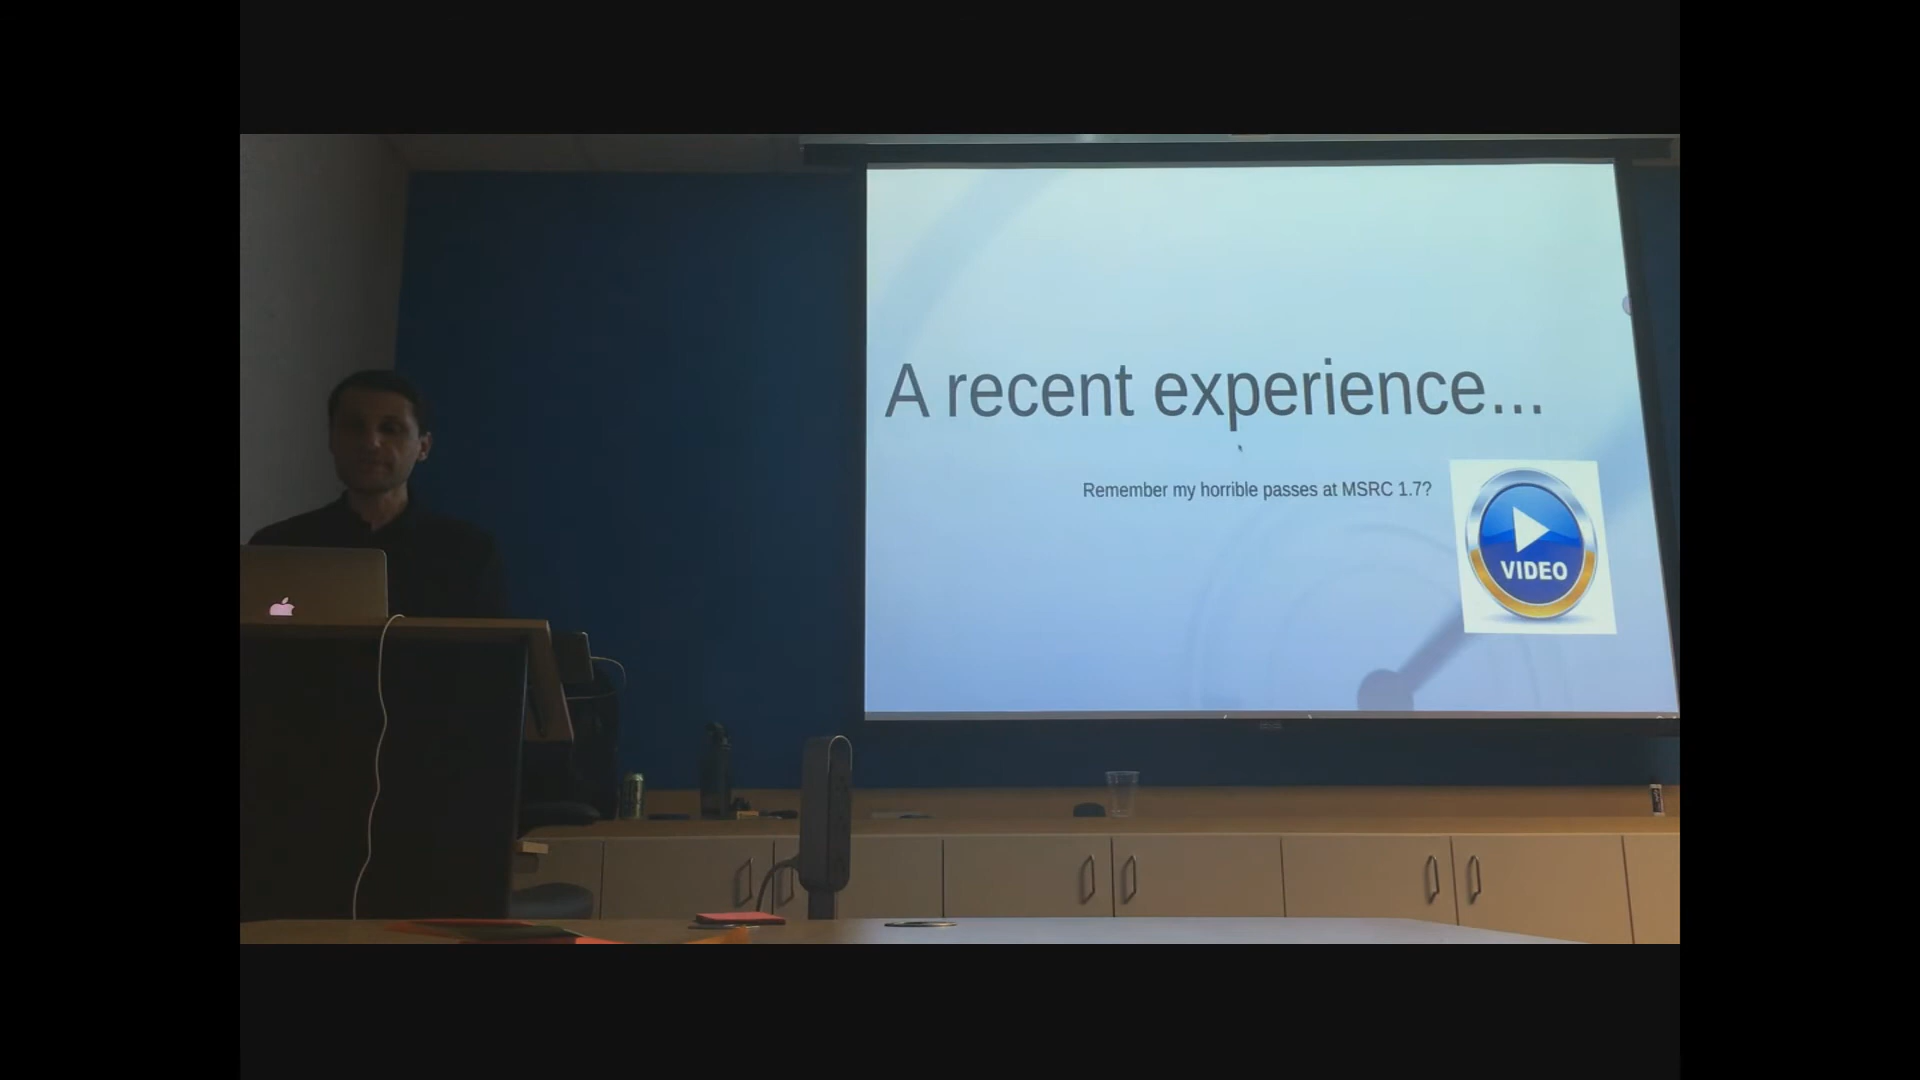 A recent experience...
Remember my horrible passes at MSRC 1.7?
VIDEO